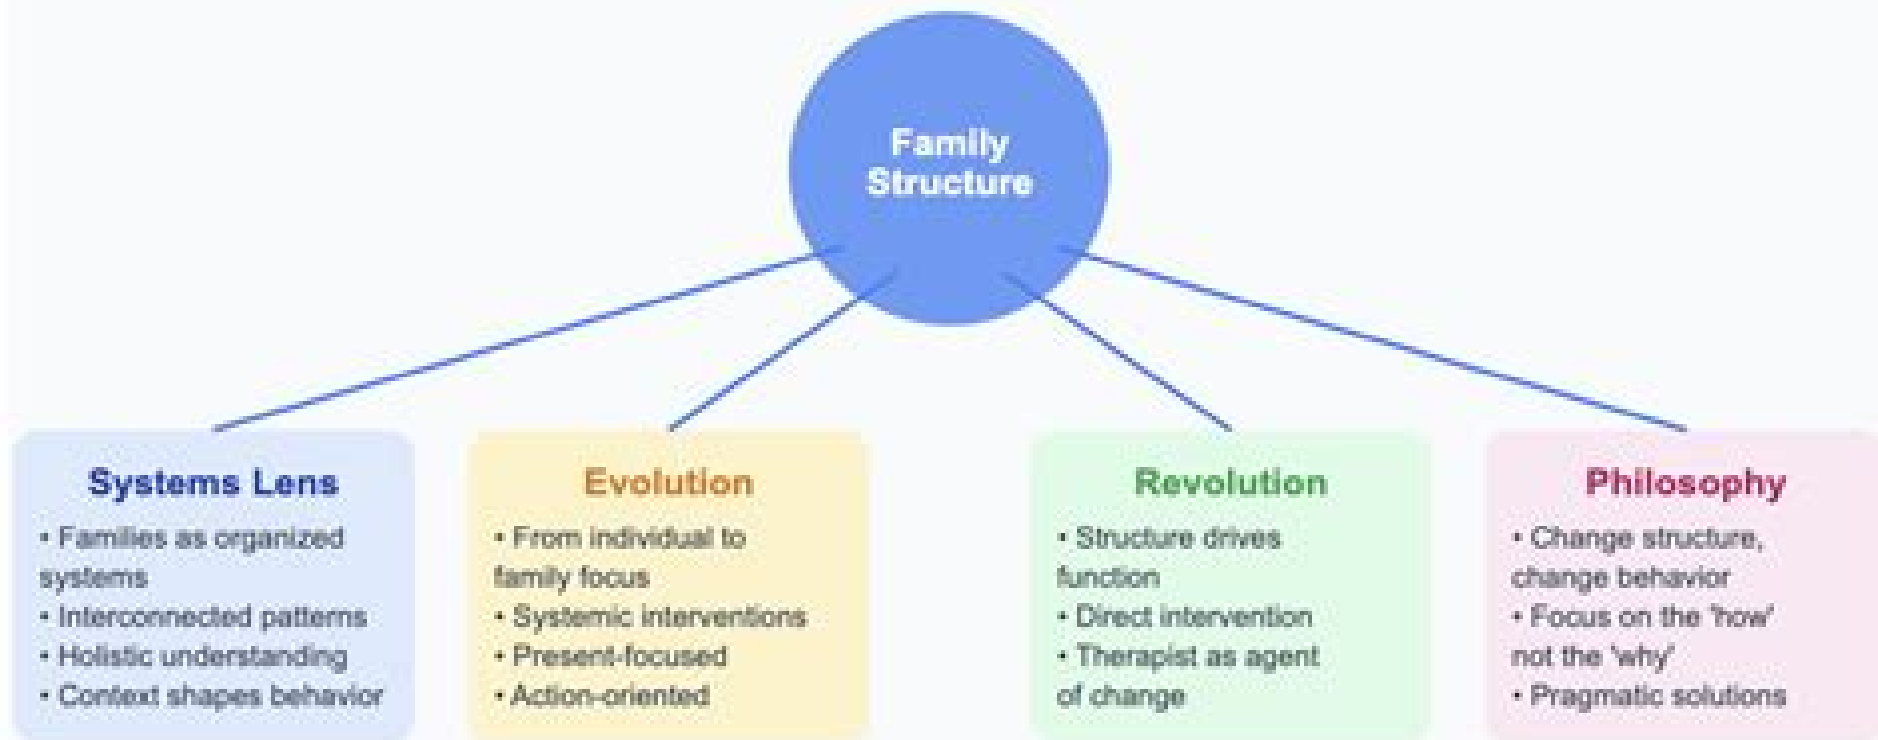 Family
Structure
Systems Lens
• Families as organized
systems
• Interconnected patterns
• Holistic understanding
• Context shapes behavior
Evolution
• From individual to
family focus
• Systemic interventions
• Present-focused
• Action-oriented
Revolution
• Structure drives
function
• Direct intervention
• Therapist as agent
of change
Philosophy
• Change structure,
change behavior
• Focus on the 'how'
not the 'why'
• Pragmatic solutions